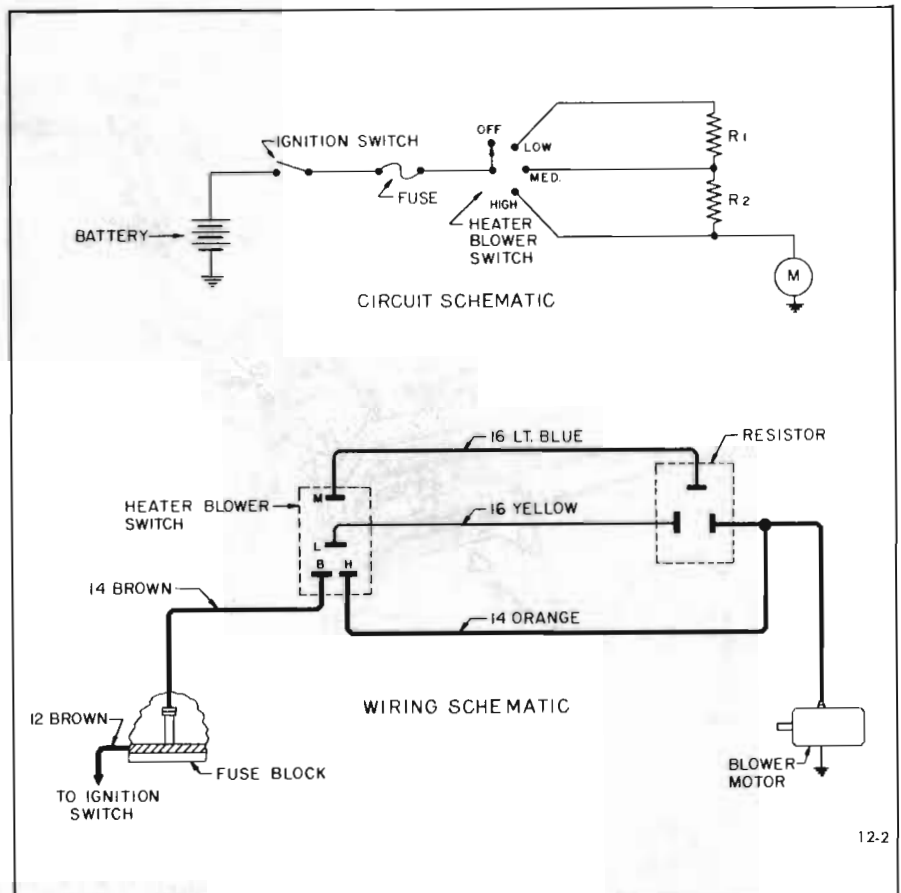 IGNITION SWITCH
OFF
LOW
R1
MED.
FUSE
R2
HIGH
HEATER
BLOWER
SWITCH
BATTERY
M
CIRCUIT SCHEMATIC
16 LT. BLUE
RESISTOR
M
HEATER BLOWER
SWITCH
16 YELLOW
L
B H
14 BROWN
14 ORANGE
WIRING SCHEMATIC
12 BROWN
FUSE BLOCK
BLOWER
MOTOR
TO IGNITION
SWITCH
12-2